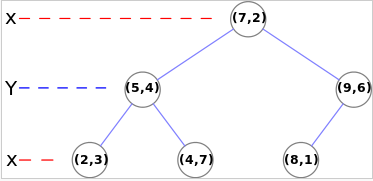 x (7,2)
Y (5,4) (9,6)
x (2,3) (4,7) (8,1)